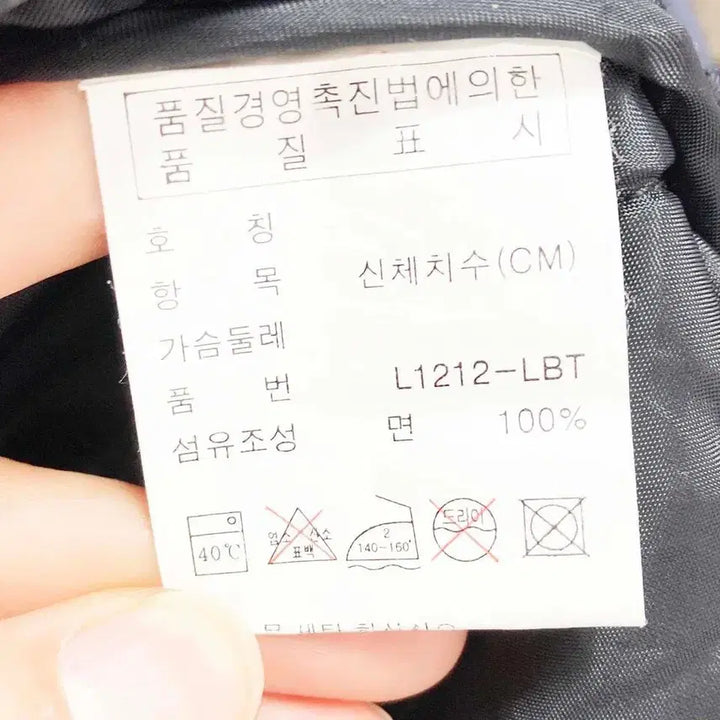 품질경영촉진법에의한
품 질 표 시
호 칭
항 목 신체치수(CM)
가슴둘레
품 번 L1212-LBT
섬유조성 면 100%
40℃ 염소 산소 표백 2 140~160° 드라이